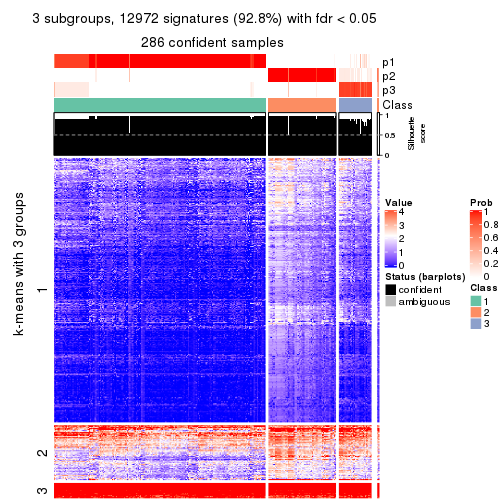 3 subgroups, 12972 signatures (92.8%) with fdr < 0.05
286 confident samples
p1
p2
p3
Class
1
0.5
0
Silhouette
score
k-means with 3 groups
1
2
3
Value
4
3
2
1
0
Status (barplots)
confident
ambiguous
Prob
1
0.8
0.6
0.4
0.2
0
Class
1
2
3